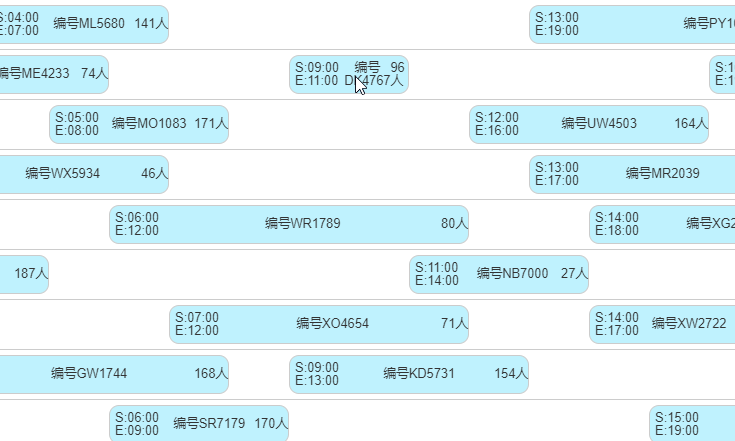 S:04:00 编号ML5680 141人 S:13:00 编号PY1
E:07:00 E:19:00
编号ME4233 74人 S:09:00 编号 96 S:1
E:11:00 DK4767人 E:1
S:05:00 编号MO1083 171人 S:12:00 编号UW4503 164人
E:08:00 E:16:00
编号WX5934 46人 S:13:00 编号MR2039
E:17:00
S:06:00 编号WR1789 80人 S:14:00 编号XG2
E:12:00 E:18:00
187人 S:11:00 编号NB7000 27人
E:14:00
S:07:00 编号XO4654 71人 S:14:00 编号XW2722
E:12:00 E:17:00
编号GW1744 168人 S:09:00 编号KD5731 154人
E:13:00
S:06:00 编号SR7179 170人 S:15:00
E:09:00 E:19:00